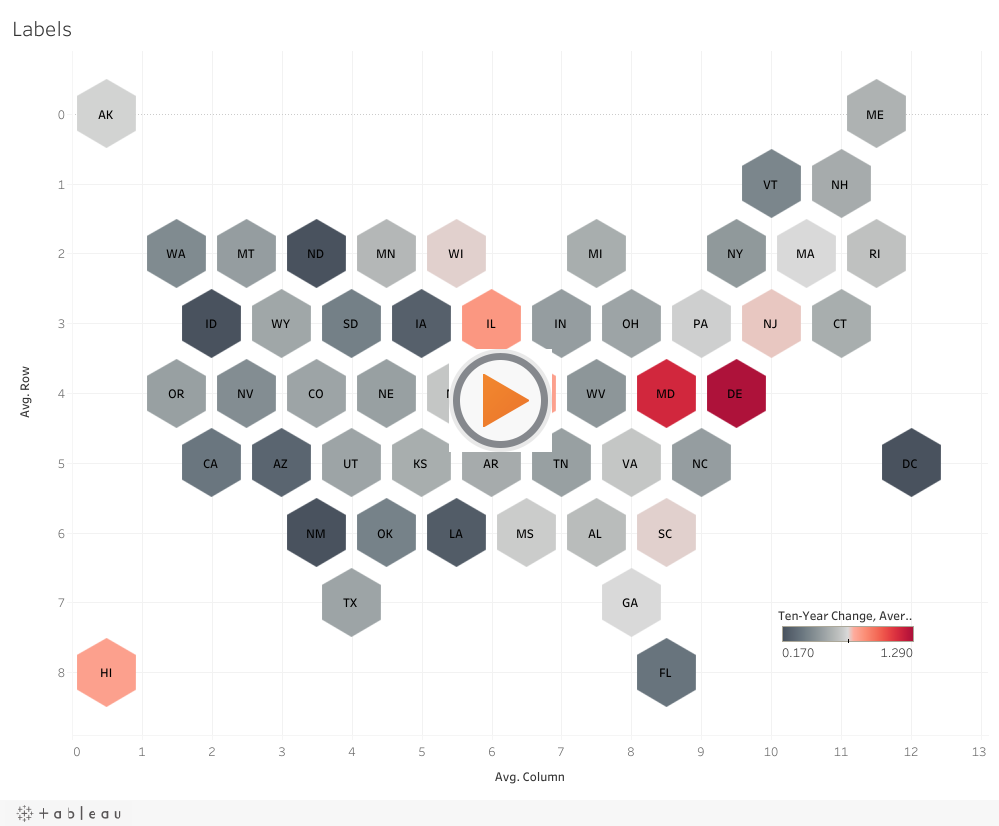 Labels
0 AK ME
1 VT NH
2 WA MT ND MN WI MI NY MA RI
3 ID WY SD IA IL IN OH PA NJ CT
Avg. Row
4 OR NV CO NE WV MD DE
5 CA AZ UT KS AR TN VA NC DC
6 NM OK LA MS AL SC
7 TX GA
Ten-Year Change, Aver..
0.170 1.290
8 HI FL
0 1 2 3 4 5 6 7 8 9 10 11 12 13
Avg. Column
tableau